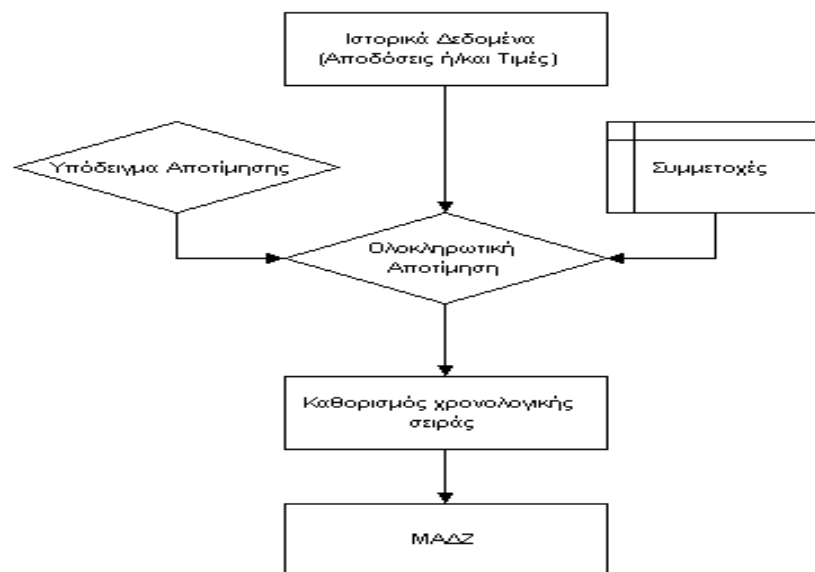 Ιστορικά Δεδομένα
(Αποδόσεις ή/και Τιμές)
Υπόδειγμα Αποτίμησης
Συμμετοχές
Ολοκληρωτική
Αποτίμηση
Καθορισμός χρονολογικής
σειράς
ΜΑΔΖ